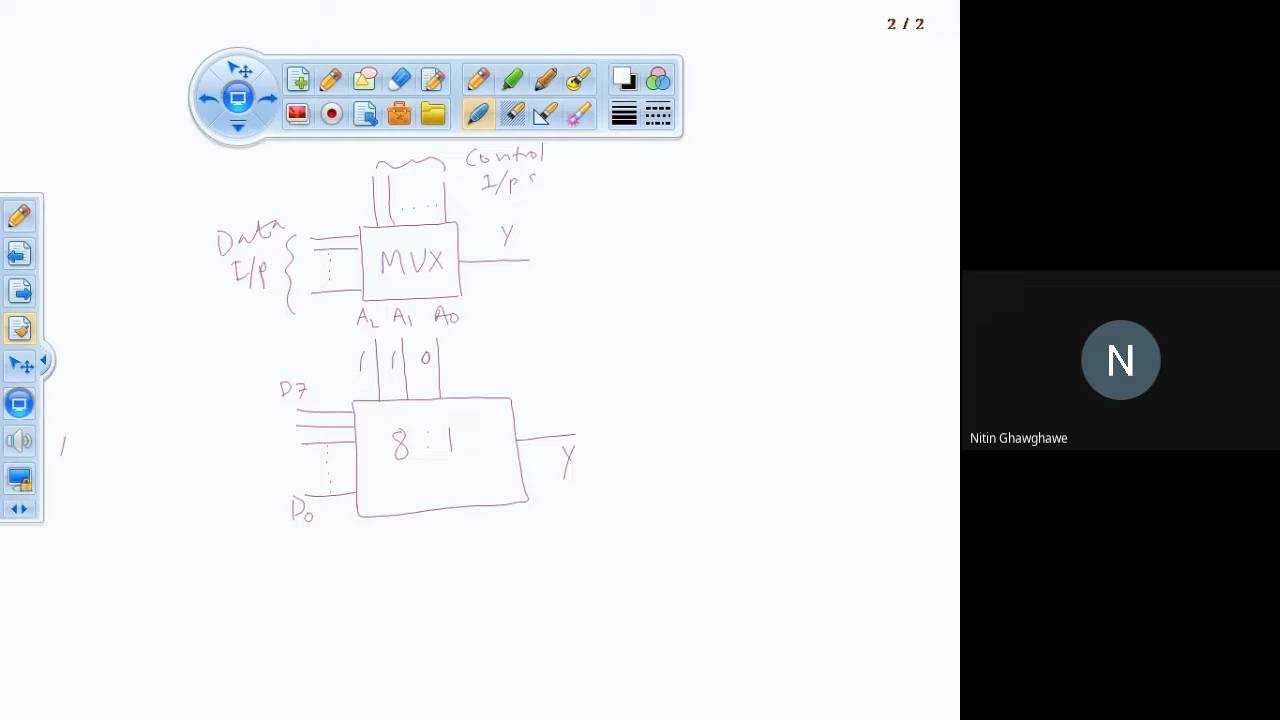 2 / 2
Control
I/p s
Data
I/p
MUX
Y
A2 A1 A0
1 1 0
D7
8 : 1
Y
D0
N
Nitin Ghawghawe